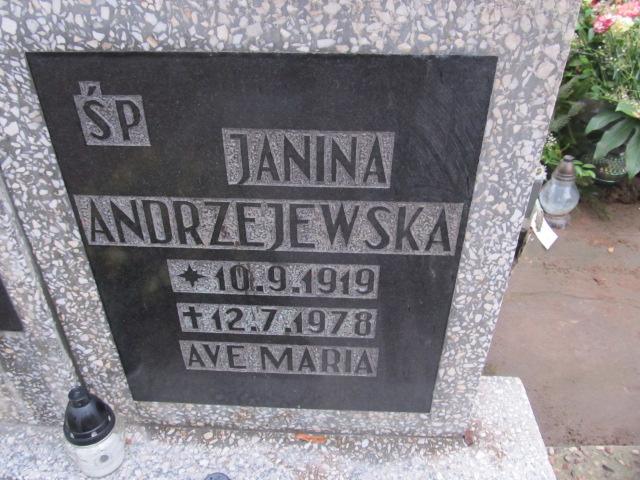 ŚP
JANINA
ANDRZEJEWSKA
✶ 10.9.1919
✝ 12.7.1978
AVE MARIA